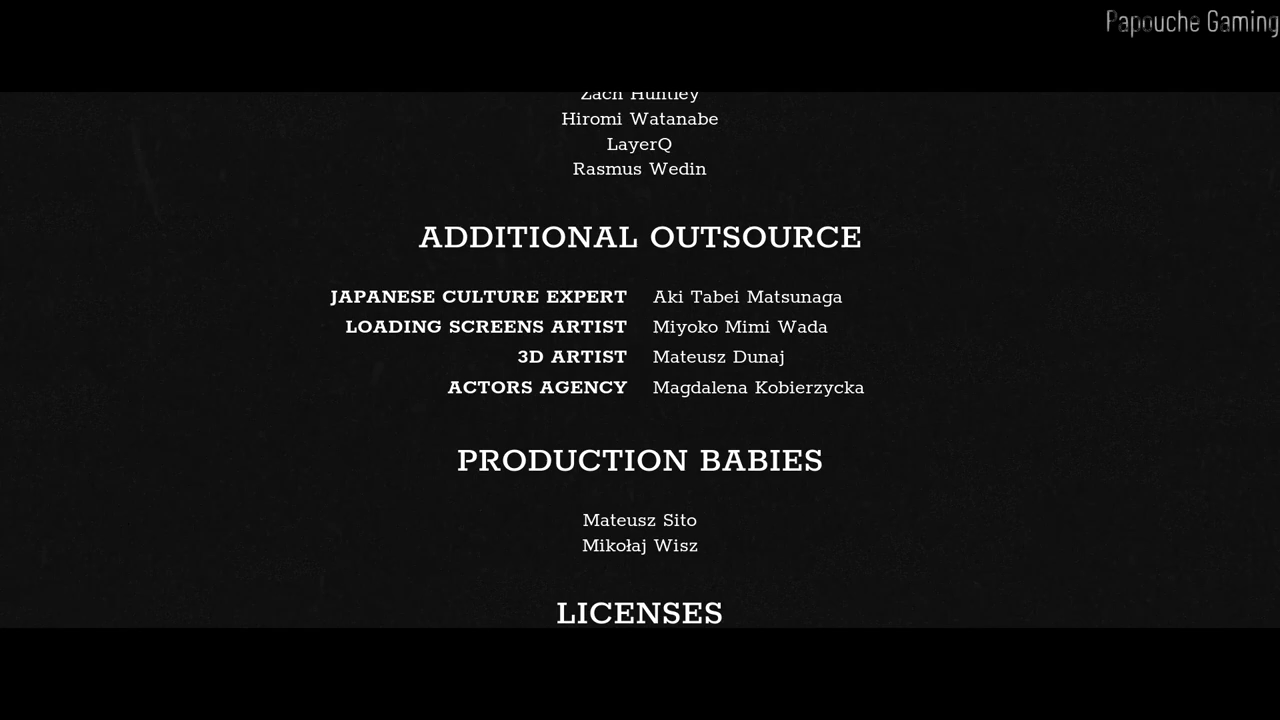 Papouche Gaming
Zach Huntley
Hiromi Watanabe
LayerQ
Rasmus Wedin
ADDITIONAL OUTSOURCE
JAPANESE CULTURE EXPERT Aki Tabei Matsunaga
LOADING SCREENS ARTIST Miyoko Mimi Wada
3D ARTIST Mateusz Dunaj
ACTORS AGENCY Magdalena Kobierzycka
PRODUCTION BABIES
Mateusz Sito
Mikołaj Wisz
LICENSES